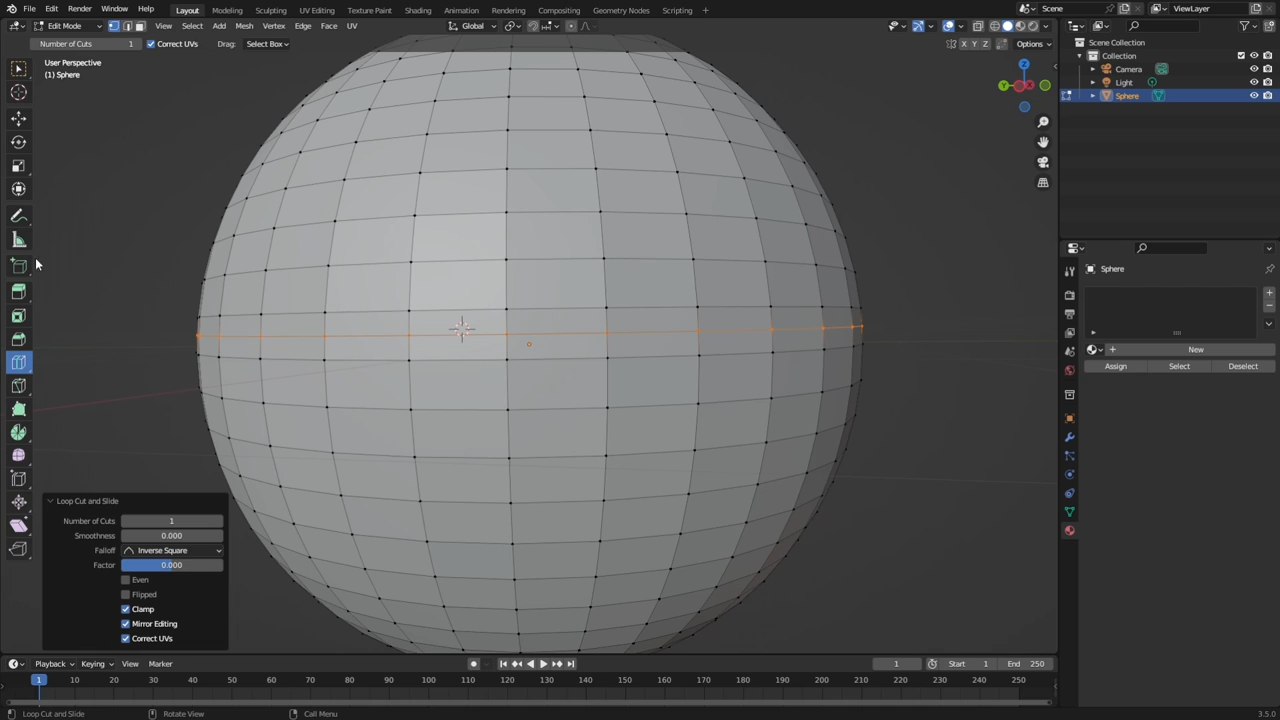 File Edit Render Window Help Layout Modeling Sculpting UV Editing Texture Paint Shading Animation Rendering Compositing Geometry Nodes Scripting + Scene ViewLayer
Edit Mode View Select Add Mesh Vertex Edge Face UV Global
Number of Cuts 1 Correct UVs Drag: Select Box X Y Z Options
User Perspective
(1) Sphere
Z
Y X
Scene Collection
Collection
Camera
Light
Sphere
Sphere
New
Assign Select Deselect
Loop Cut and Slide
Number of Cuts 1
Smoothness 0.000
Falloff Inverse Square
Factor 0.000
Even
Flipped
Clamp
Mirror Editing
Correct UVs
Playback Keying View Marker 1 Start 1 End 250
1 10 20 30 40 50 60 70 80 90 100 110 120 130 140 150 160 170 180 190 200 210 220 230 240 250
Loop Cut and Slide Rotate View Call Menu 3.5.0